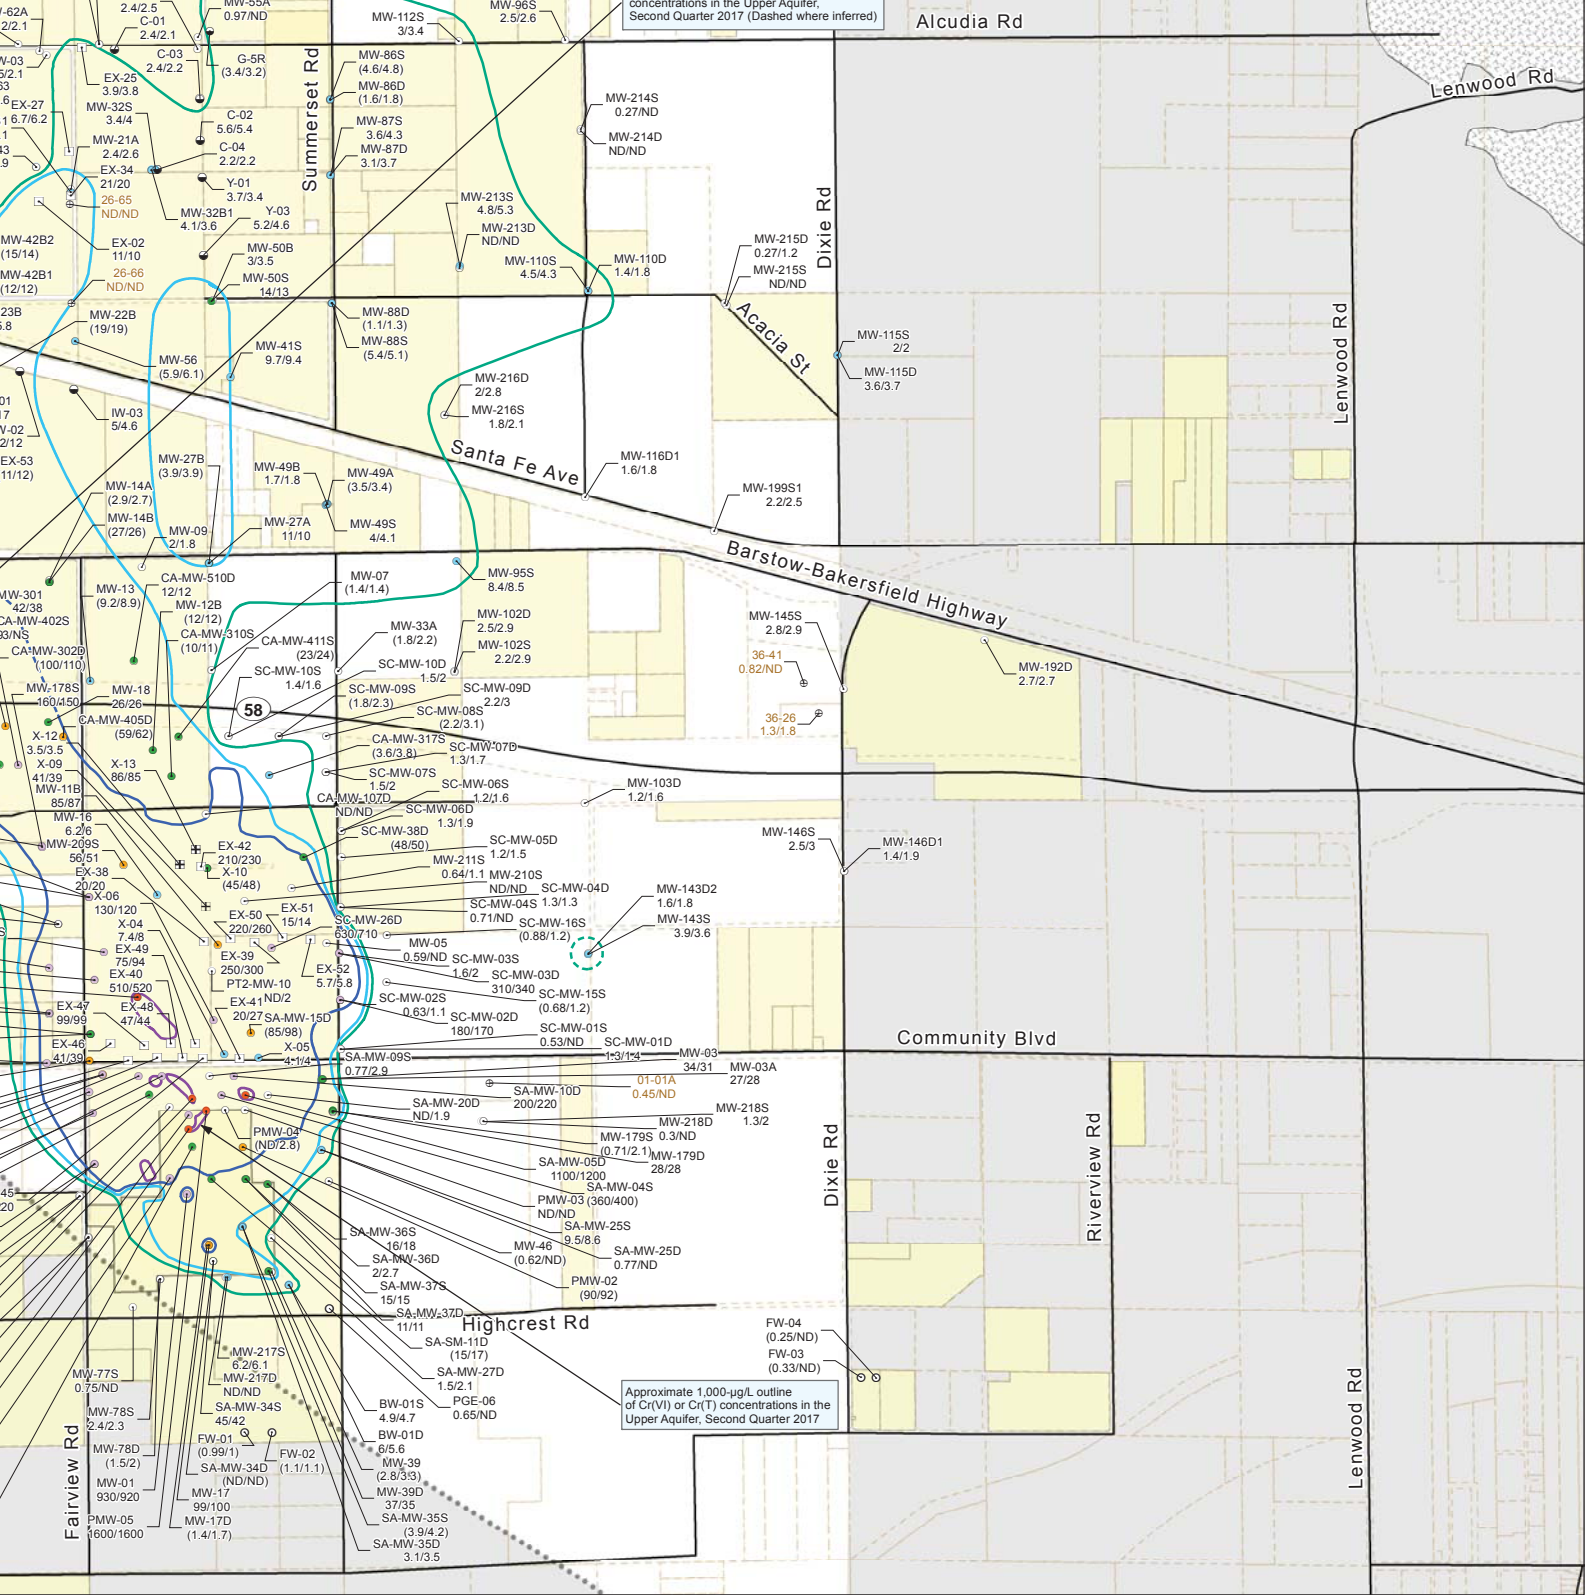 concentrations in the Upper Aquifer,
Second Quarter 2017 (Dashed where inferred)
Alcudia Rd
Lenwood Rd
-62A
2/2.1
2.4/2.5
C-01
2.4/2.1
MW-55A
0.97/ND
C-03
2.4/2.2
G-5R
(3.4/3.2)
MW-112S
3/3.4
MW-96S
2.5/2.6
Summerset Rd
MW-86S
(4.6/4.8)
MW-86D
(1.6/1.8)
MW-87S
3.6/4.3
MW-87D
3.1/3.7
MW-214S
0.27/ND
MW-214D
ND/ND
EX-25
3.9/3.8
EX-27
6.7/6.2
MW-32S
3.4/4
MW-21A
2.4/2.6
EX-34
21/20
26-65
ND/ND
C-02
5.6/5.4
C-04
2.2/2.2
Y-01
3.7/3.4
MW-32B1
4.1/3.6
Y-03
5.2/4.6
MW-42B2
(15/14)
MW-42B1
(12/12)
EX-02
11/10
26-66
ND/ND
MW-50B
3/3.5
MW-50S
14/13
MW-213S
4.8/5.3
MW-213D
ND/ND
MW-110S
4.5/4.3
MW-110D
1.4/1.8
MW-215D
0.27/1.2
MW-215S
ND/ND
Dixie Rd
Acacia St
Lenwood Rd
23B
5.8
MW-22B
(19/19)
MW-88D
(1.1/1.3)
MW-88S
(5.4/5.1)
MW-41S
9.7/9.4
MW-56
(5.9/6.1)
MW-115S
2/2
MW-115D
3.6/3.7
MW-216D
2/2.8
MW-216S
1.8/2.1
IW-03
5/4.6
Santa Fe Ave
EX-53
11/12)
MW-27B
(3.9/3.9)
MW-49B
1.7/1.8
MW-49A
(3.5/3.4)
MW-49S
4/4.1
MW-116D1
1.6/1.8
MW-199S1
2.2/2.5
MW-14A
(2.9/2.7)
MW-14B
(27/26)
MW-09
2/1.8
MW-27A
11/10
Barstow-Bakersfield Highway
MW-301
42/38
CA-MW-402S
93/NS
CA-MW-302D
(100/110)
MW-13
(9.2/8.9)
CA-MW-510D
12/12
MW-12B
(12/12)
CA-MW-310S
(10/11)
MW-07
(1.4/1.4)
CA-MW-411S
(23/24)
MW-33A
(1.8/2.2)
MW-95S
8.4/8.5
MW-102D
2.5/2.9
MW-102S
2.2/2.9
MW-145S
2.8/2.9
36-41
0.82/ND
36-26
1.3/1.8
MW-192D
2.7/2.7
MW-178S
160/150
MW-18
26/26
CA-MW-405D
(59/62)
SC-MW-10S
1.4/1.6
SC-MW-10D
1.5/2
SC-MW-09S
(1.8/2.3)
SC-MW-09D
2.2/3
SC-MW-08S
(2.2/3.1)
58
X-12
3.5/3.5
X-09
41/39
MW-11B
85/87
X-13
86/85
CA-MW-317S
(3.6/3.8)
SC-MW-07D
1.3/1.7
SC-MW-07S
1.5/2
SC-MW-06S
1.2/1.6
CA-MW-107D
ND/ND
SC-MW-06D
1.3/1.9
MW-103D
1.2/1.6
MW-16
6.2/6
MW-209S
56/51
EX-38
20/20
X-06
130/120
EX-42
210/230
X-10
(45/48)
SC-MW-38D
(48/50)
SC-MW-05D
1.2/1.5
MW-211S
0.64/1.1
MW-210S
ND/ND
SC-MW-04D
1.3/1.3
SC-MW-04S
0.71/ND
MW-146S
2.5/3
MW-146D1
1.4/1.9
MW-143D2
1.6/1.8
MW-143S
3.9/3.6
X-04
7.4/8
EX-49
75/94
EX-40
510/520
EX-50
220/260
EX-51
15/14
SC-MW-26D
630/710
SC-MW-16S
(0.88/1.2)
EX-39
250/300
EX-52
5.7/5.8
MW-05
0.59/ND
SC-MW-03S
1.6/2
SC-MW-03D
310/340
PT2-MW-10
ND/2
SC-MW-15S
(0.68/1.2)
EX-47
99/99
EX-48
47/44
EX-41
20/27
SC-MW-02S
0.63/1.1
SC-MW-02D
180/170
SA-MW-15D
(85/98)
EX-46
41/39
X-05
4.1/4
SC-MW-01S
0.53/ND
SC-MW-01D
1.3/1.4
SA-MW-09S
0.77/2.9
MW-03
34/31
MW-03A
27/28
Community Blvd
01-01A
0.45/ND
SA-MW-10D
200/220
SA-MW-20D
ND/1.9
MW-218S
1.3/2
MW-218D
0.3/ND
MW-179S
(0.71/2.1)
MW-179D
28/28
PMW-04
(ND/2.8)
SA-MW-05D
1100/1200
SA-MW-04S
(360/400)
PMW-03
ND/ND
SA-MW-25S
9.5/8.6
SA-MW-25D
0.77/ND
MW-46
(0.62/ND)
PMW-02
(90/92)
Dixie Rd
Riverview Rd
SA-MW-36S
16/18
SA-MW-36D
2/2.7
SA-MW-37S
15/15
SA-MW-37D
11/11
SA-SM-11D
(15/17)
SA-MW-27D
1.5/2.1
PGE-06
0.65/ND
Highcrest Rd
FW-04
(0.25/ND)
FW-03
(0.33/ND)
Approximate 1,000-µg/L outline
of Cr(VI) or Cr(T) concentrations in the
Upper Aquifer, Second Quarter 2017
MW-217S
6.2/6.1
MW-217D
ND/ND
SA-MW-34S
45/42
MW-77S
0.75/ND
MW-78S
2.4/2.3
MW-78D
(1.5/2)
MW-01
930/920
PMW-05
1600/1600
FW-01
(0.99/1)
FW-02
(1.1/1.1)
SA-MW-34D
(ND/ND)
MW-17
99/100
MW-17D
(1.4/1.7)
BW-01S
4.9/4.7
BW-01D
6/5.6
MW-39
(2.8/3.3)
MW-39D
37/35
SA-MW-35S
(3.9/4.2)
SA-MW-35D
3.1/3.5
Fairview Rd
Lenwood Rd